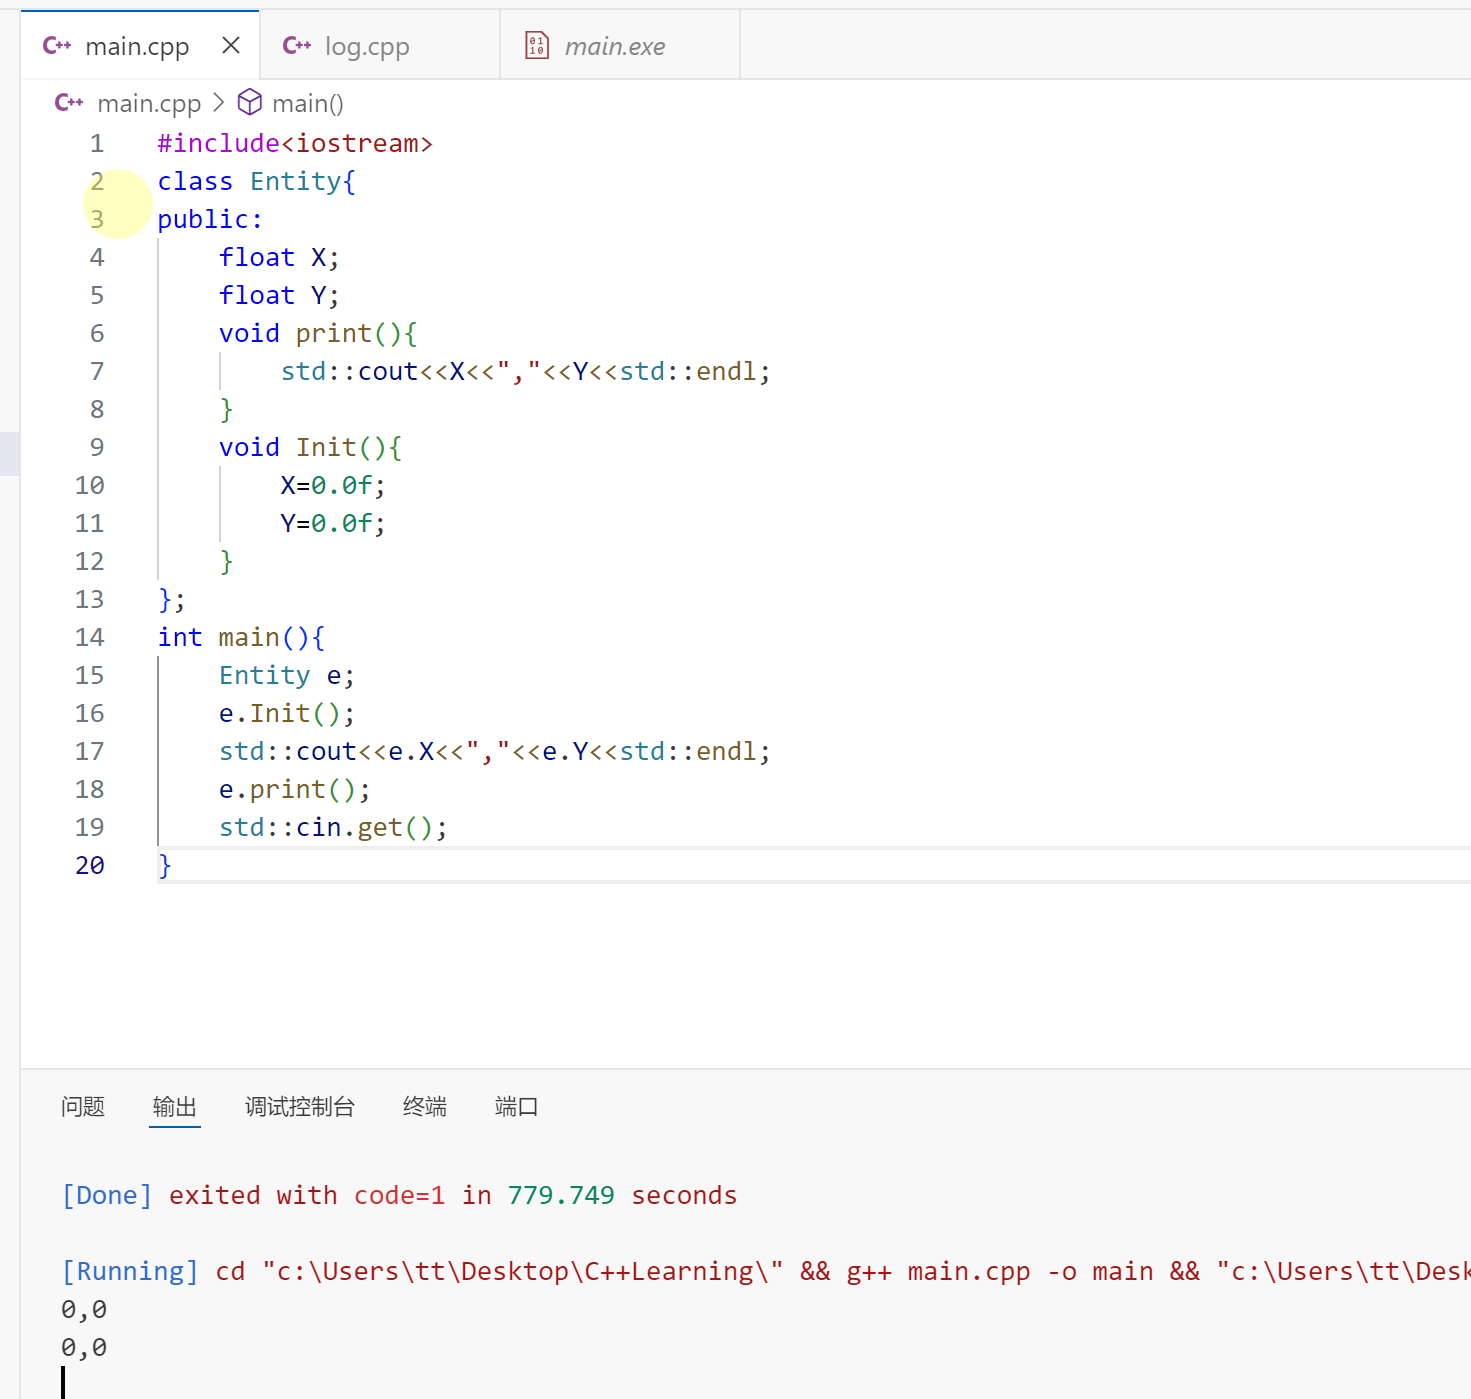 main.cpp log.cpp main.exe
main.cpp > main()
1 #include<iostream>
2 class Entity{
3 public:
4     float X;
5     float Y;
6     void print(){
7         std::cout<<X<<","<<Y<<std::endl;
8     }
9     void Init(){
10         X=0.0f;
11         Y=0.0f;
12     }
13 };
14 int main(){
15     Entity e;
16     e.Init();
17     std::cout<<e.X<<","<<e.Y<<std::endl;
18     e.print();
19     std::cin.get();
20 }
问题 输出 调试控制台 终端 端口
[Done] exited with code=1 in 779.749 seconds
[Running] cd "c:\Users\tt\Desktop\C++Learning\" && g++ main.cpp -o main && "c:\Users\tt\Desk
0,0
0,0